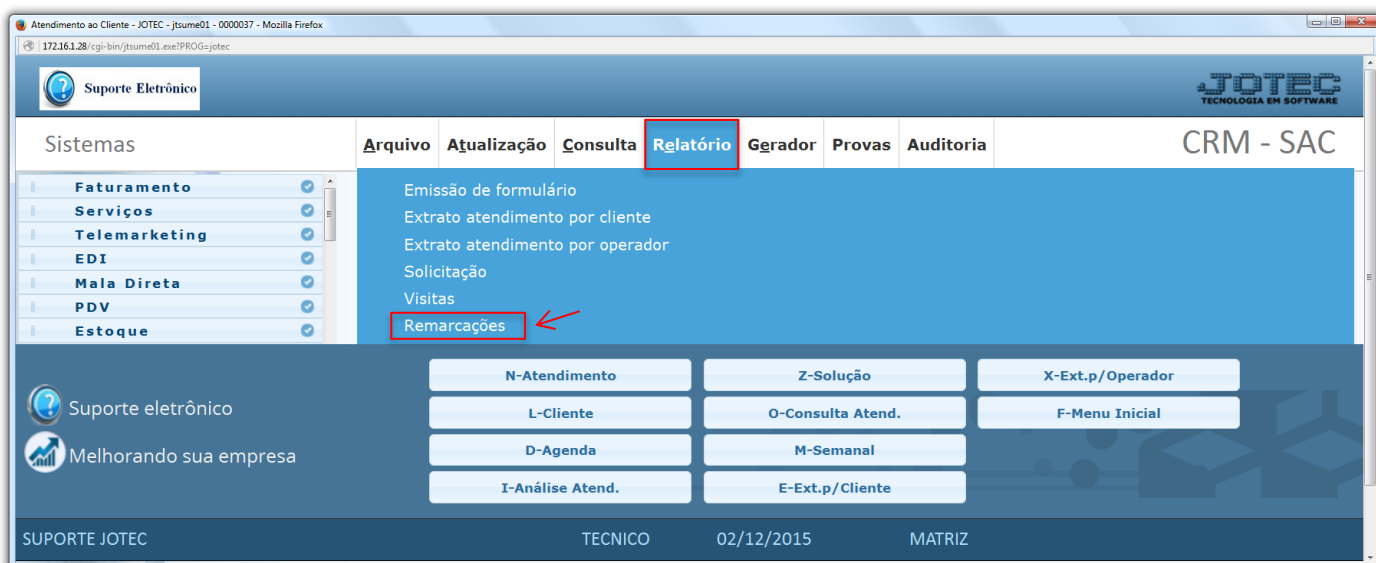 Atendimento ao Cliente - JOTEC - jtsume01 - 0000037 - Mozilla Firefox
172.16.1.28/cgi-bin/jtsume01.exe?PROG=jotec
Suporte Eletrônico
JOTEC
TECNOLOGIA EM SOFTWARE
Sistemas
Arquivo Atualização Consulta Relatório Gerador Provas Auditoria
CRM - SAC
Faturamento
Serviços
Telemarketing
EDI
Mala Direta
PDV
Estoque
Emissão de formulário
Extrato atendimento por cliente
Extrato atendimento por operador
Solicitação
Visitas
Remarcações
Suporte eletrônico
Melhorando sua empresa
N-Atendimento Z-Solução X-Ext.p/Operador
L-Cliente O-Consulta Atend. F-Menu Inicial
D-Agenda M-Semanal
I-Análise Atend. E-Ext.p/Cliente
SUPORTE JOTEC TECNICO 02/12/2015 MATRIZ